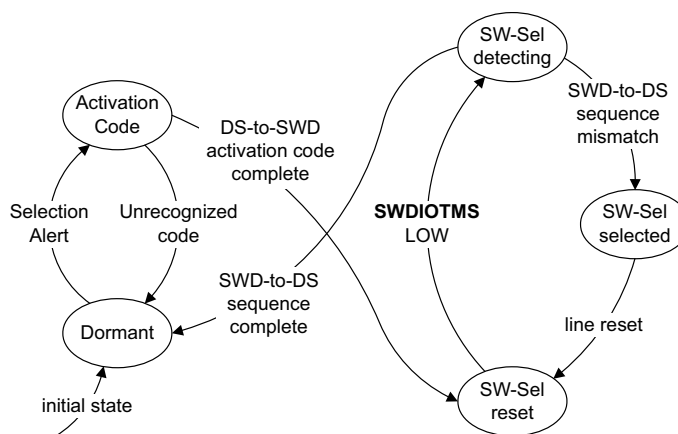 SW-Sel
detecting
Activation
Code
DS-to-SWD
activation code
complete
SWD-to-DS
sequence
mismatch
Selection
Alert
Unrecognized
code
SWDIOTMS
LOW
SW-Sel
selected
SWD-to-DS
sequence
complete
Dormant
line reset
initial state
SW-Sel
reset